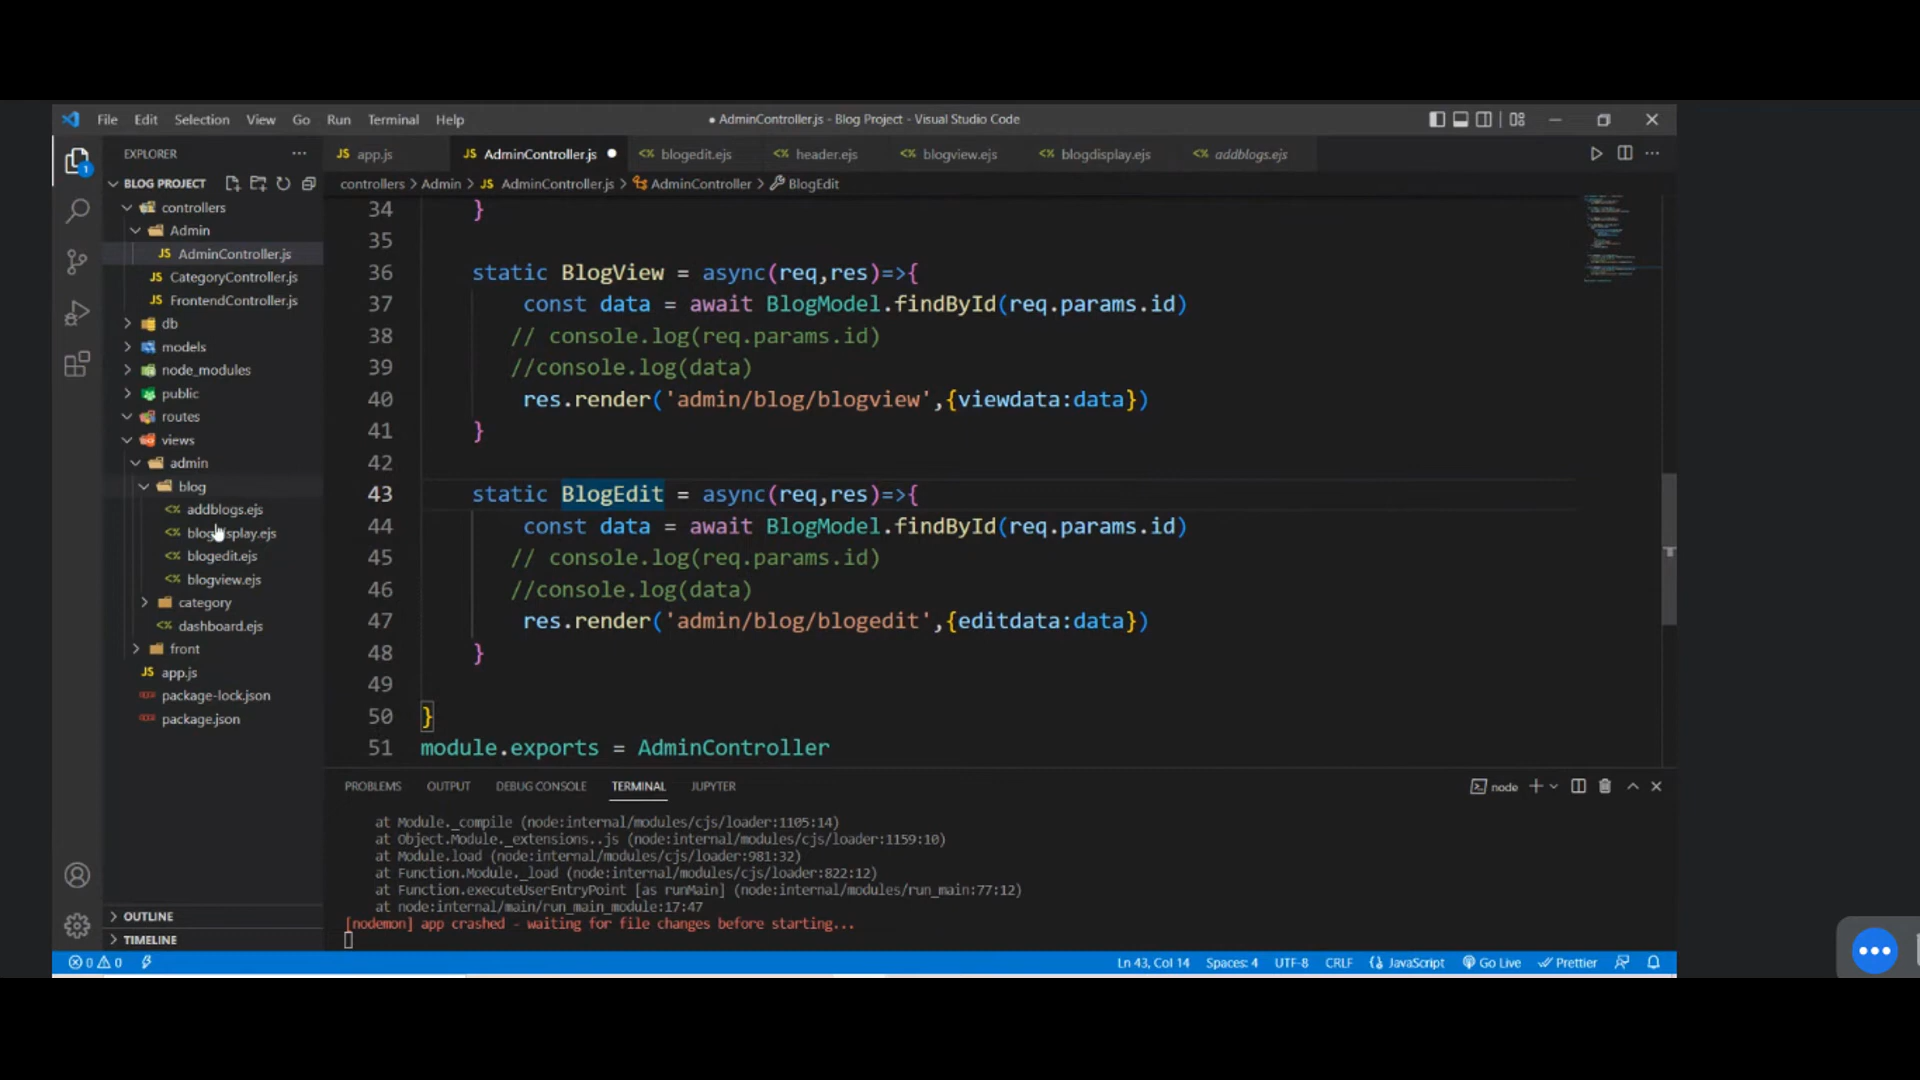 File Edit Selection View Go Run Terminal Help
● AdminController.js - Blog Project - Visual Studio Code
EXPLORER
BLOG PROJECT
controllers
Admin
JS AdminController.js
JS CategoryController.js
JS FrontendController.js
db
models
node_modules
public
routes
views
admin
blog
<> addblogs.ejs
<> blogdisplay.ejs
<> blogedit.ejs
<> blogview.ejs
category
<> dashboard.ejs
front
JS app.js
package-lock.json
package.json
OUTLINE
TIMELINE
JS app.js JS AdminController.js ● <> blogedit.ejs <> header.ejs <> blogview.ejs <> blogdisplay.ejs <> addblogs.ejs
controllers > Admin > JS AdminController.js > AdminController > BlogEdit
34 }
35
36 static BlogView = async(req,res)=>{
37 const data = await BlogModel.findById(req.params.id)
38 // console.log(req.params.id)
39 //console.log(data)
40 res.render('admin/blog/blogview',{viewdata:data})
41 }
42
43 static BlogEdit = async(req,res)=>{
44 const data = await BlogModel.findById(req.params.id)
45 // console.log(req.params.id)
46 //console.log(data)
47 res.render('admin/blog/blogedit',{editdata:data})
48 }
49
50 }
51 module.exports = AdminController
PROBLEMS OUTPUT DEBUG CONSOLE TERMINAL JUPYTER
node
at Module._compile (node:internal/modules/cjs/loader:1105:14)
at Object.Module._extensions..js (node:internal/modules/cjs/loader:1159:10)
at Module.load (node:internal/modules/cjs/loader:981:32)
at Function.Module._load (node:internal/modules/cjs/loader:822:12)
at Function.executeUserEntryPoint [as runMain] (node:internal/modules/run_main:77:12)
at node:internal/main/run_main_module:17:47
[nodemon] app crashed - waiting for file changes before starting...
0 0 Ln 43, Col 14 Spaces: 4 UTF-8 CRLF JavaScript Go Live Prettier